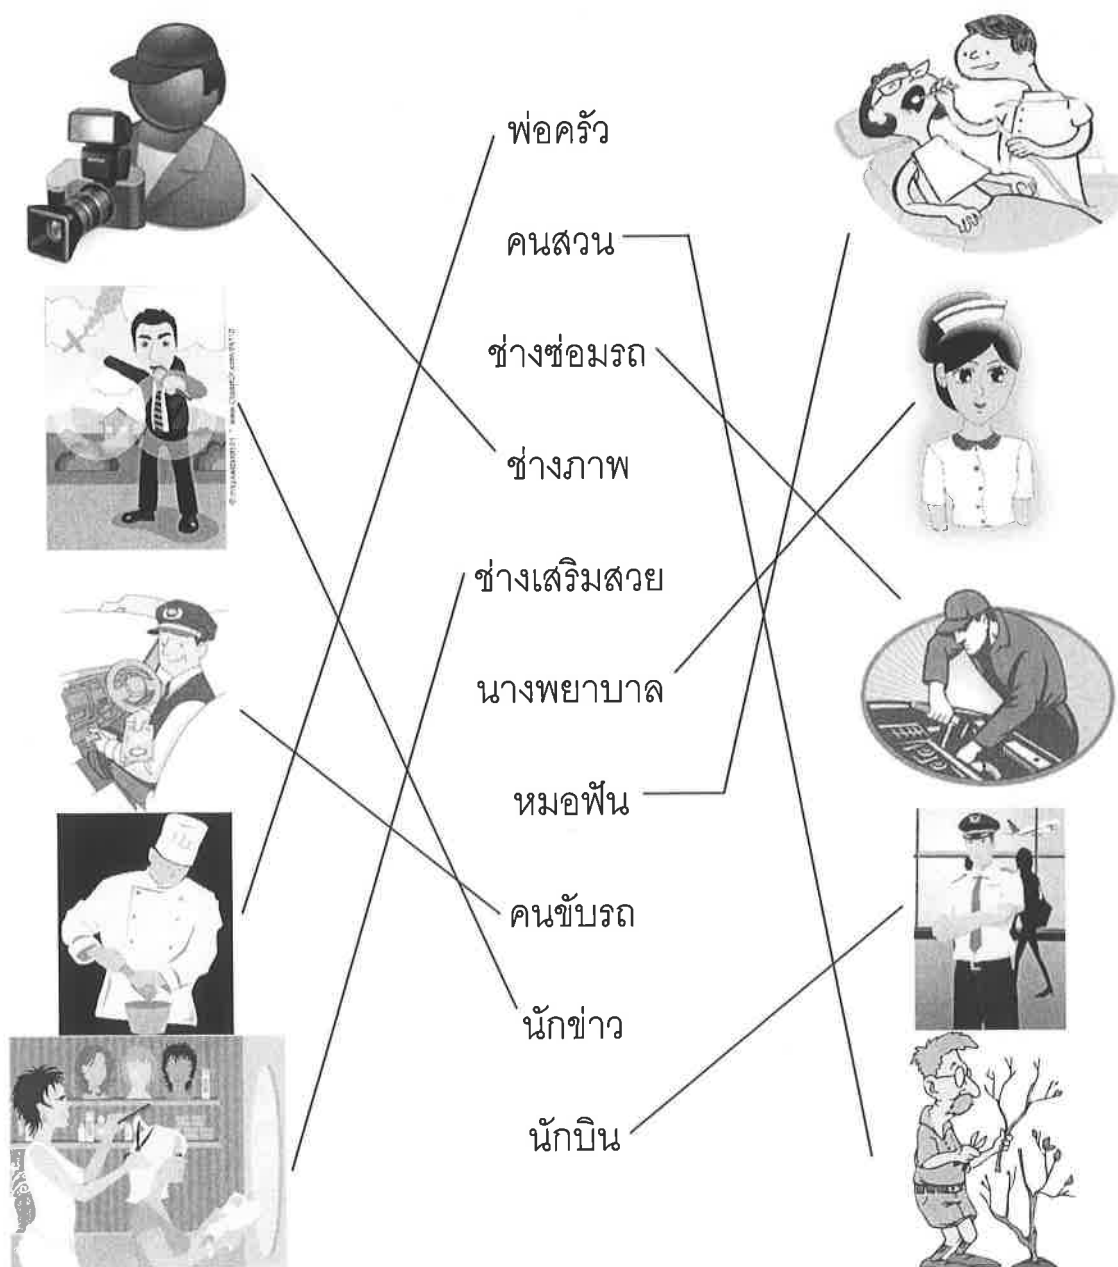 พ่อครัว
คนสวน
ช่างซ่อมรถ
ช่างภาพ
ช่างเสริมสวย
นางพยาบาล
หมอฟัน
คนขับรถ
นักข่าว
นักบิน